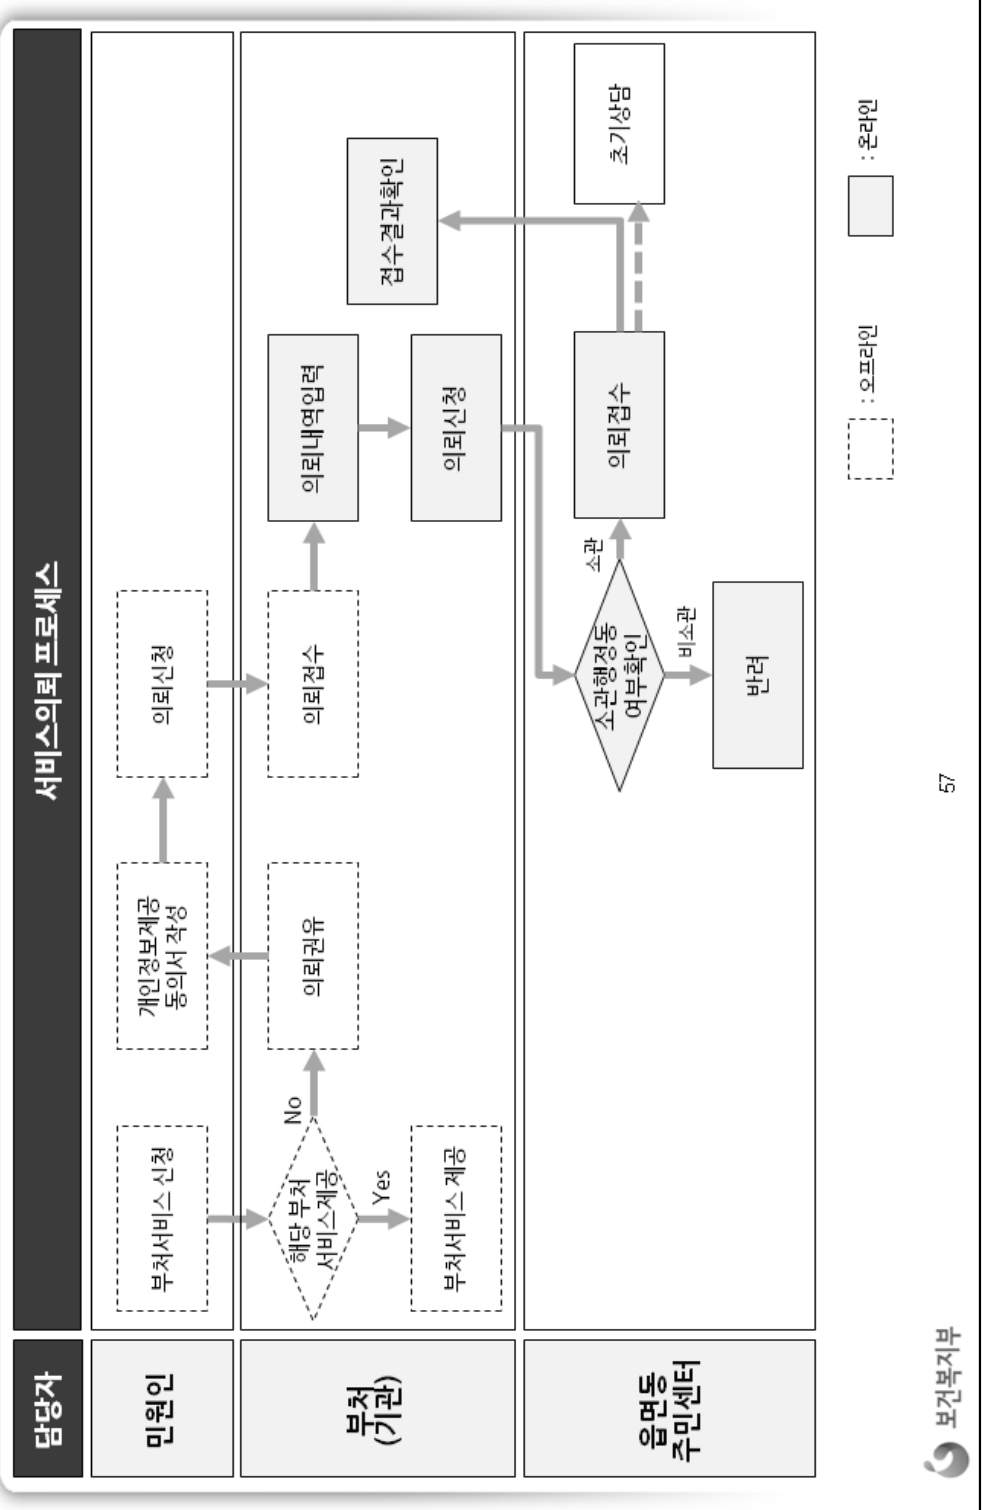 담당자
서비스의뢰 프로세스
민원인
부처서비스 신청
개인정보제공
동의서 작성
의뢰신청
부처
(기관)
해당 부처
서비스제공
No
Yes
부처서비스 제공
의뢰권유
의뢰접수
의뢰내역입력
의뢰신청
접수결과확인
읍면동
주민센터
소관행정동
여부확인
소관
비소관
반려
의뢰접수
초기상담
: 오프라인
: 온라인
보건복지부
57